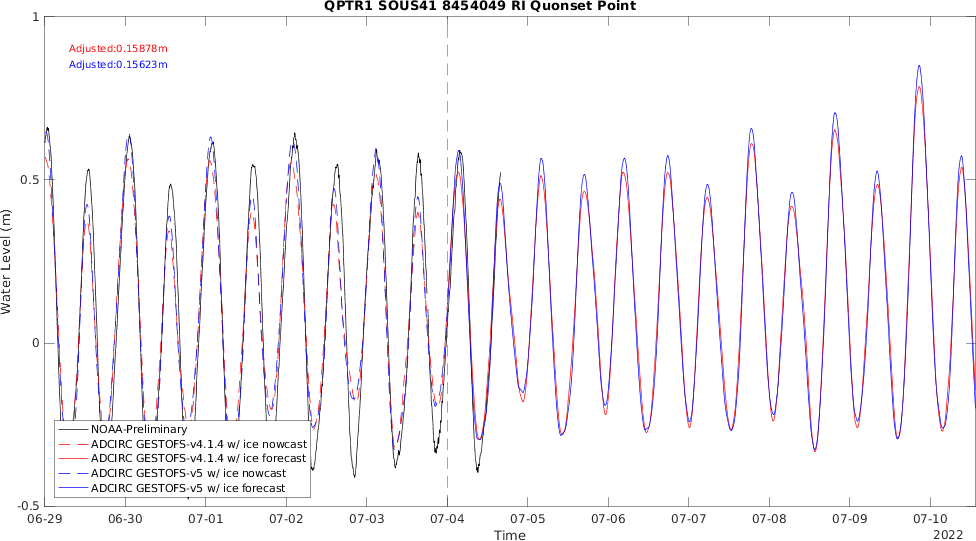 QPTR1 SOUS41 8454049 RI Quonset Point
Adjusted:0.15878m
Adjusted:0.15623m
Water Level (m)
1
0.5
0
-0.5
NOAA-Preliminary
ADCIRC GESTOFS-v4.1.4 w/ ice nowcast
ADCIRC GESTOFS-v4.1.4 w/ ice forecast
ADCIRC GESTOFS-v5 w/ ice nowcast
ADCIRC GESTOFS-v5 w/ ice forecast
06-29 06-30 07-01 07-02 07-03 07-04 07-05 07-06 07-07 07-08 07-09 07-10
Time
2022